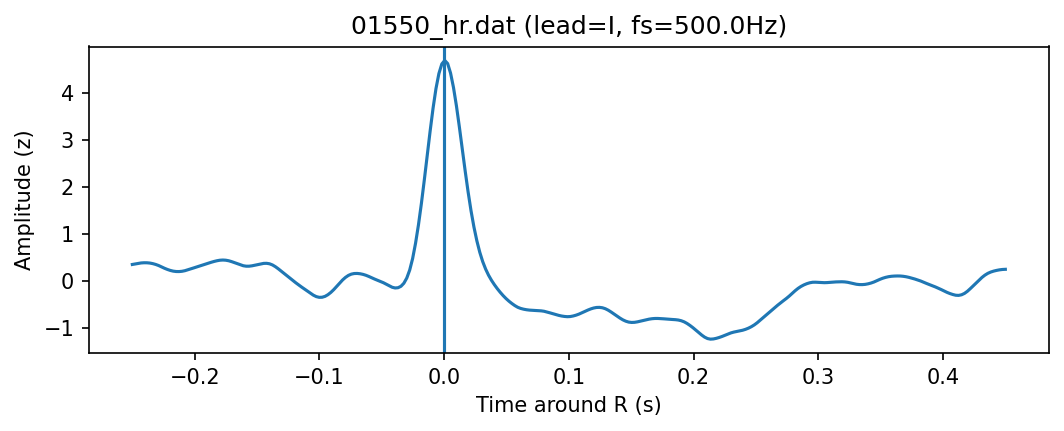 01550_hr.dat (lead=I, fs=500.0Hz)
Amplitude (z)
4
3
2
1
0
−1
−0.2 −0.1 0.0 0.1 0.2 0.3 0.4
Time around R (s)